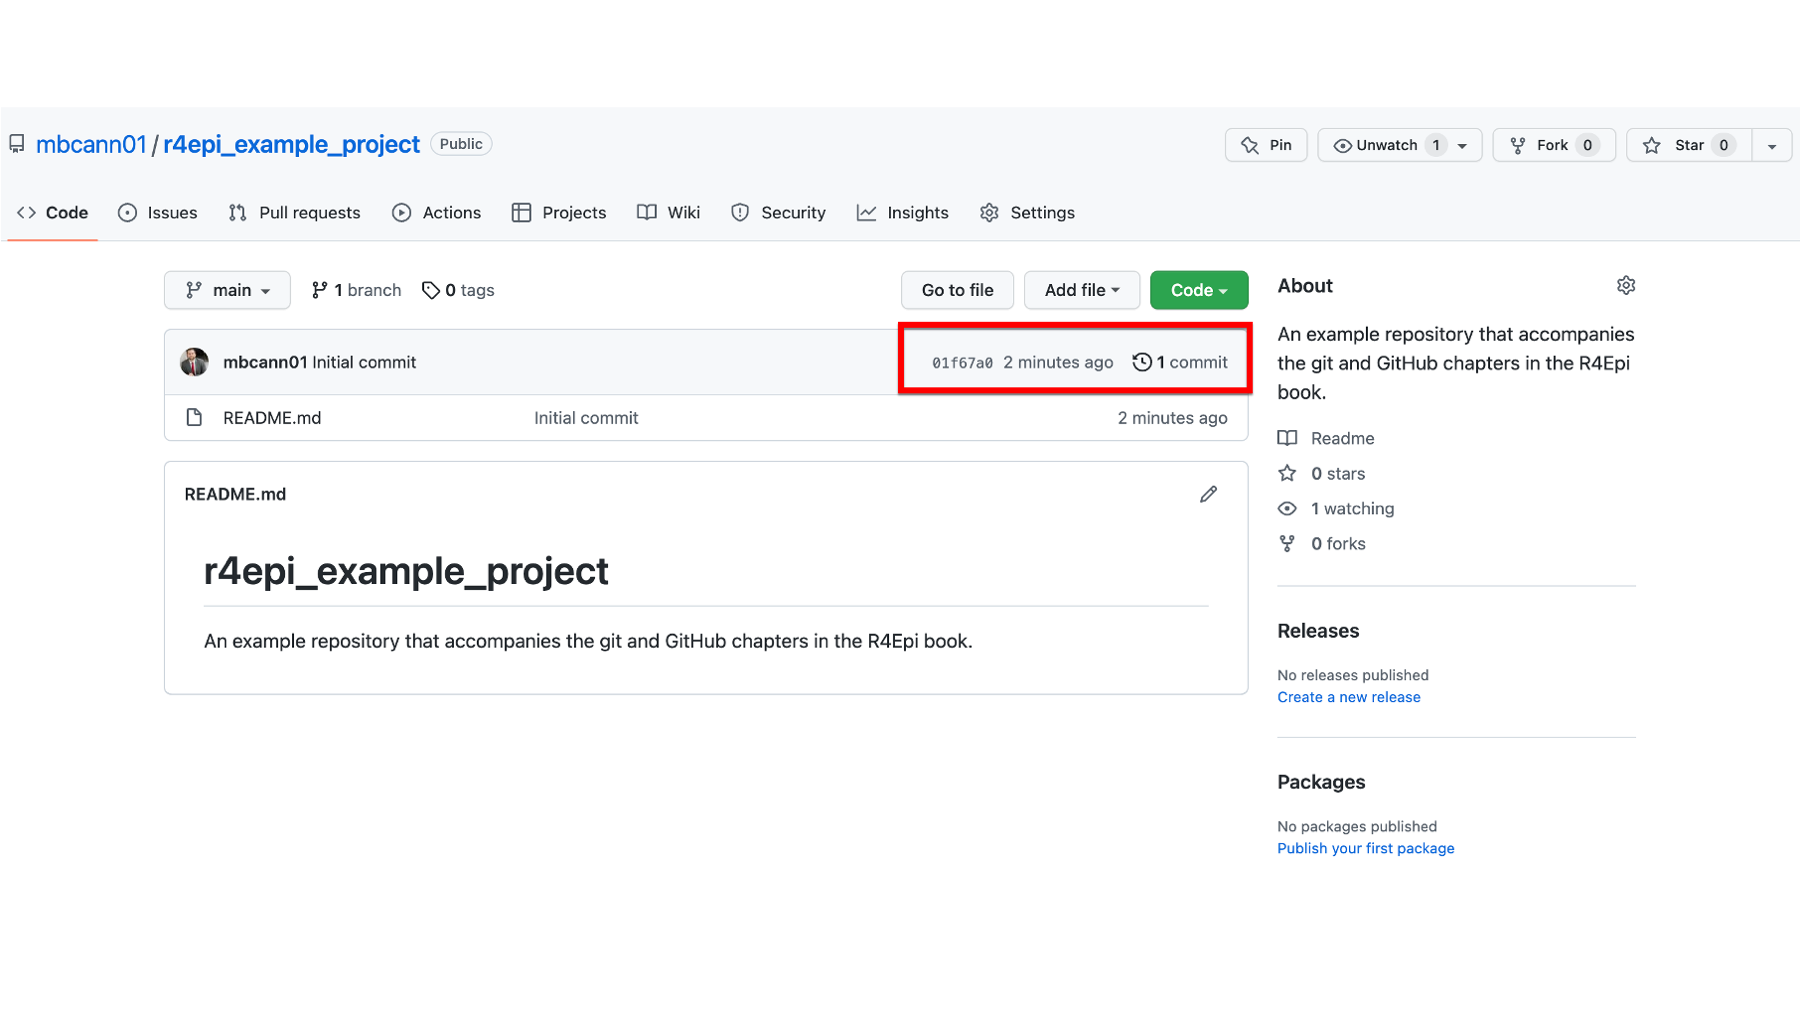 mbcann01 / r4epi_example_project Public
Pin Unwatch 1 Fork 0 Star 0
Code Issues Pull requests Actions Projects Wiki Security Insights Settings
main 1 branch 0 tags Go to file Add file Code
mbcann01 Initial commit 01f67a0 2 minutes ago 1 commit
README.md Initial commit 2 minutes ago
README.md
r4epi_example_project
An example repository that accompanies the git and GitHub chapters in the R4Epi book.
About
An example repository that accompanies
the git and GitHub chapters in the R4Epi
book.
Readme
0 stars
1 watching
0 forks
Releases
No releases published
Create a new release
Packages
No packages published
Publish your first package